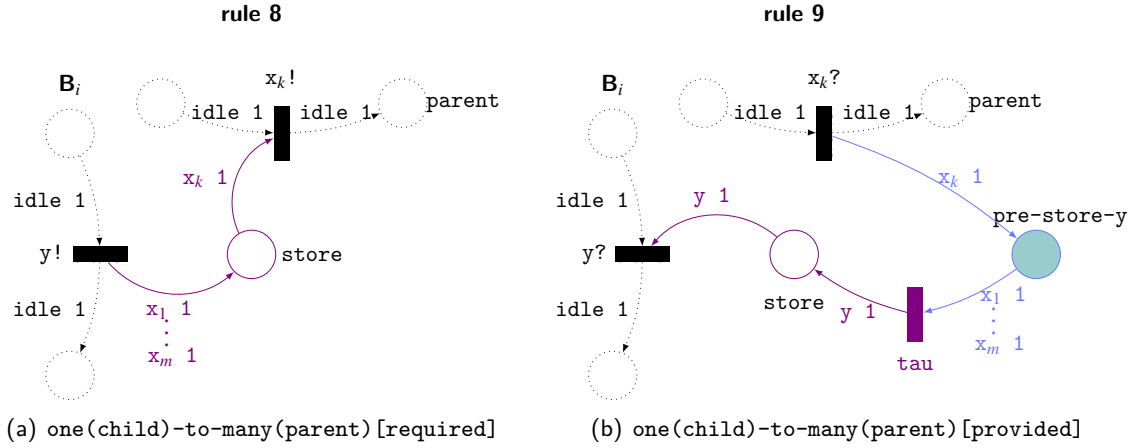 rule 8
rule 9
B_i
x_k!
parent
idle 1
idle 1
x_k 1
idle 1
y!
store
idle 1
x_1 1
⋮
x_m 1
(a) one(child)-to-many(parent)[required]
B_i
x_k?
parent
idle 1
idle 1
x_k 1
y 1
idle 1
pre-store-y
y?
store
idle 1
y 1
x_1 1
⋮
x_m 1
tau
(b) one(child)-to-many(parent)[provided]